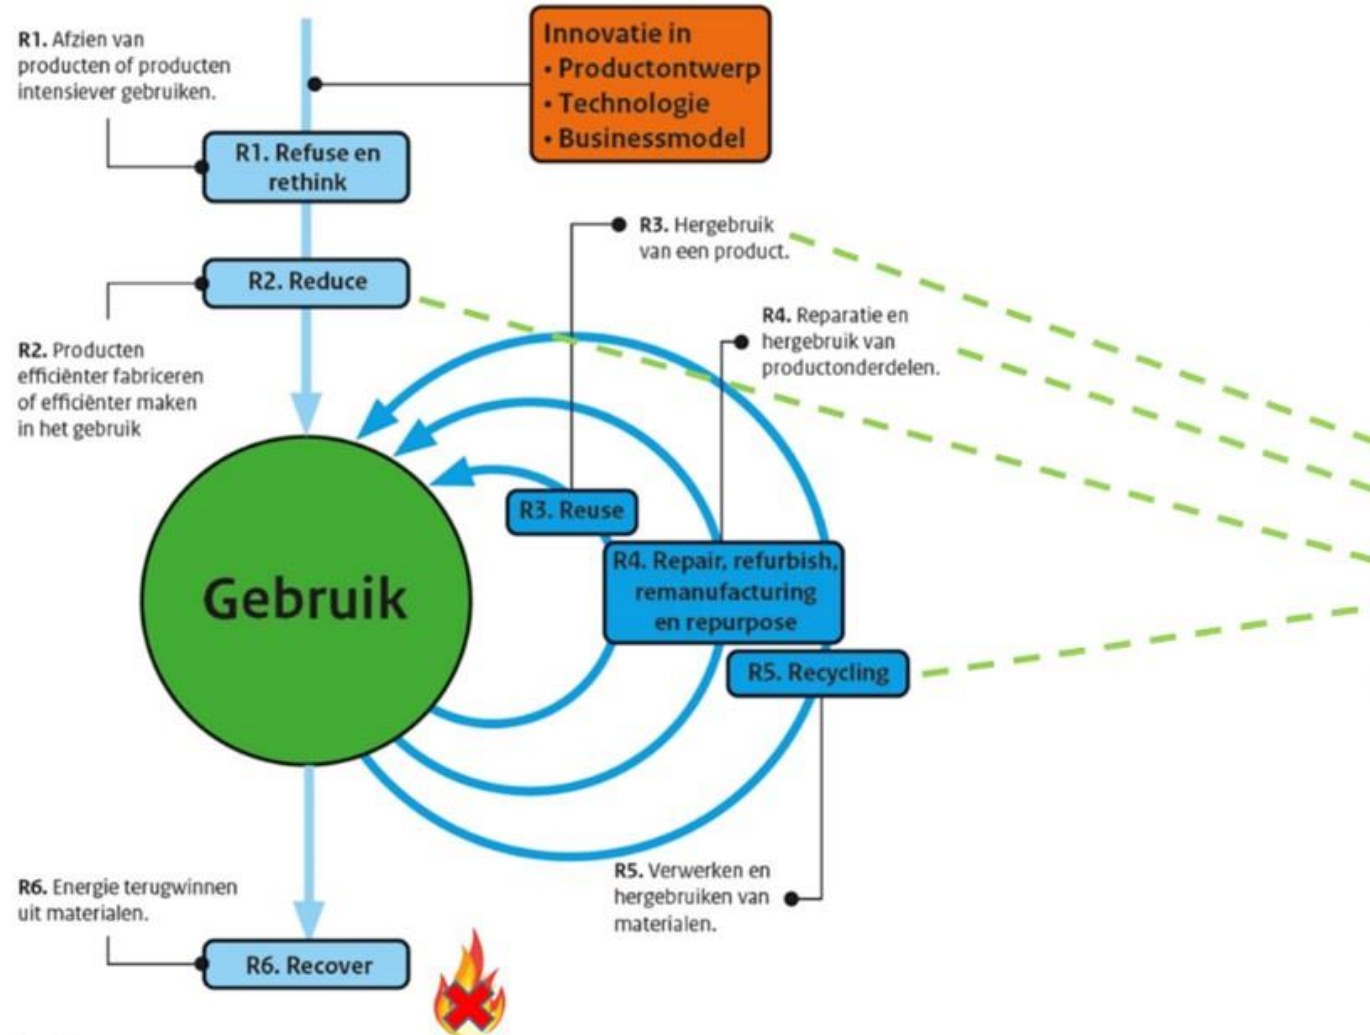 R1. Afzien van
producten of producten
intensiever gebruiken.
Innovatie in
• Productontwerp
• Technologie
• Businessmodel
R1. Refuse en
rethink
R3. Hergebruik
van een product.
R2. Reduce
R4. Reparatie en
hergebruik van
productonderdelen.
R2. Producten
efficiënter fabriceren
of efficiënter maken
in het gebruik
R3. Reuse
Gebruik
R4. Repair, refurbish,
remanufacturing
en repurpose
R5. Recycling
R5. Verwerken en
hergebruiken van
materialen.
R6. Energie terugwinnen
uit materialen.
R6. Recover